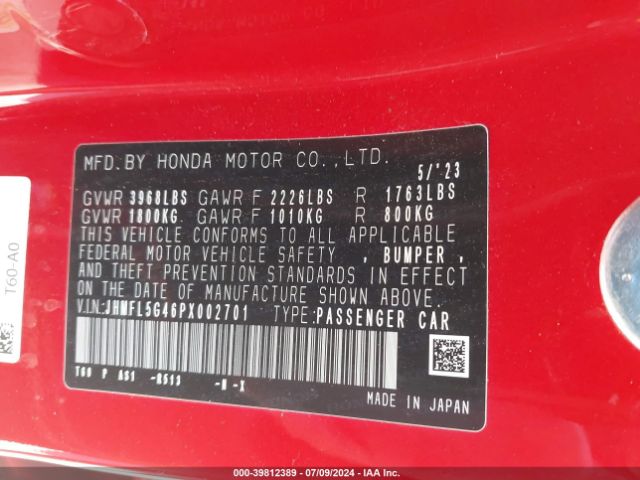 MFD.BY HONDA MOTOR CO.,LTD. 5/'23
GVWR 3968LBS GAWR F 2226LBS R 1763LBS
GVWR 1800KG. GAWR F 1010KG R 800KG
THIS VEHICLE CONFORMS TO ALL APPLICABLE
FEDERAL MOTOR VEHICLE SAFETY , BUMPER ,
AND THEFT PREVENTION STANDARDS IN EFFECT
ON THE DATE OF MANUFACTURE SHOWN ABOVE.
V.I.N:JHMFL5G46PX002701 TYPE:PASSENGER CAR
T60 P AS1 -R513 -H -X
MADE IN JAPAN
T60-A0
000-39812389 - 07/09/2024 - IAA Inc.